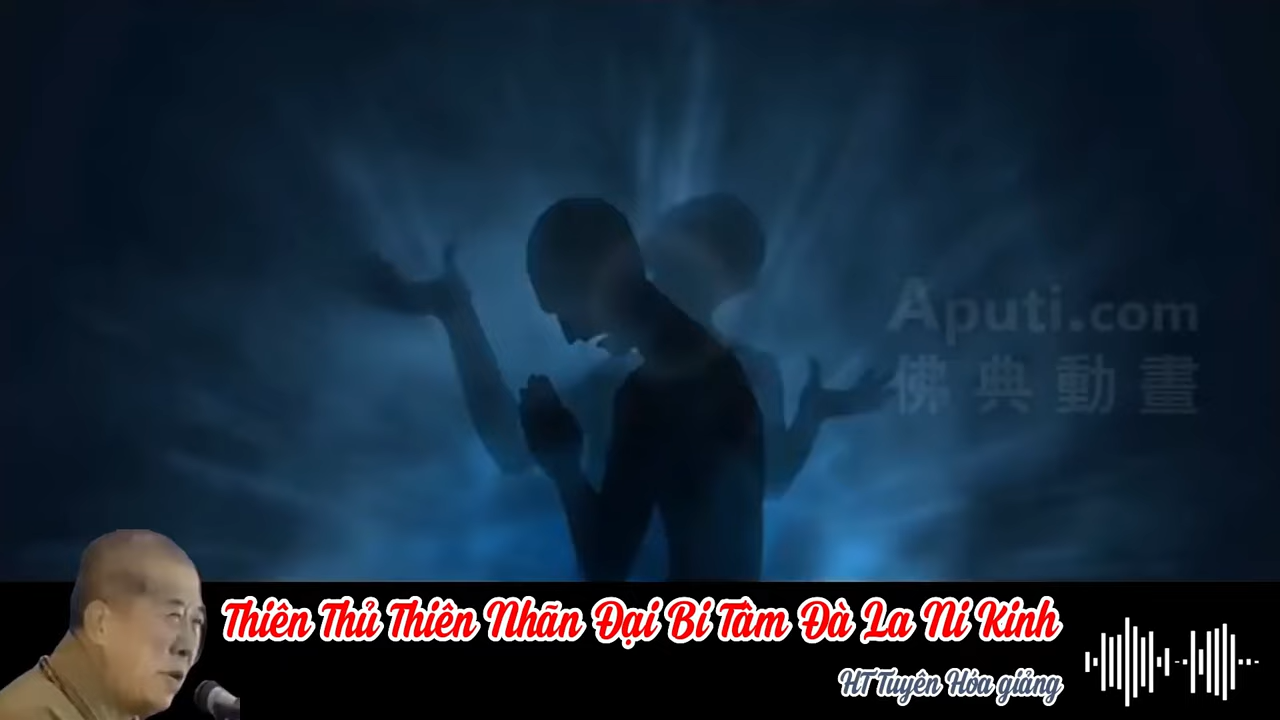 Aputi.com
佛典動畫
Thiên Thủ Thiên Nhãn Đại Bi Tâm Đà La Ni Kinh
HT Tuyên Hóa giảng